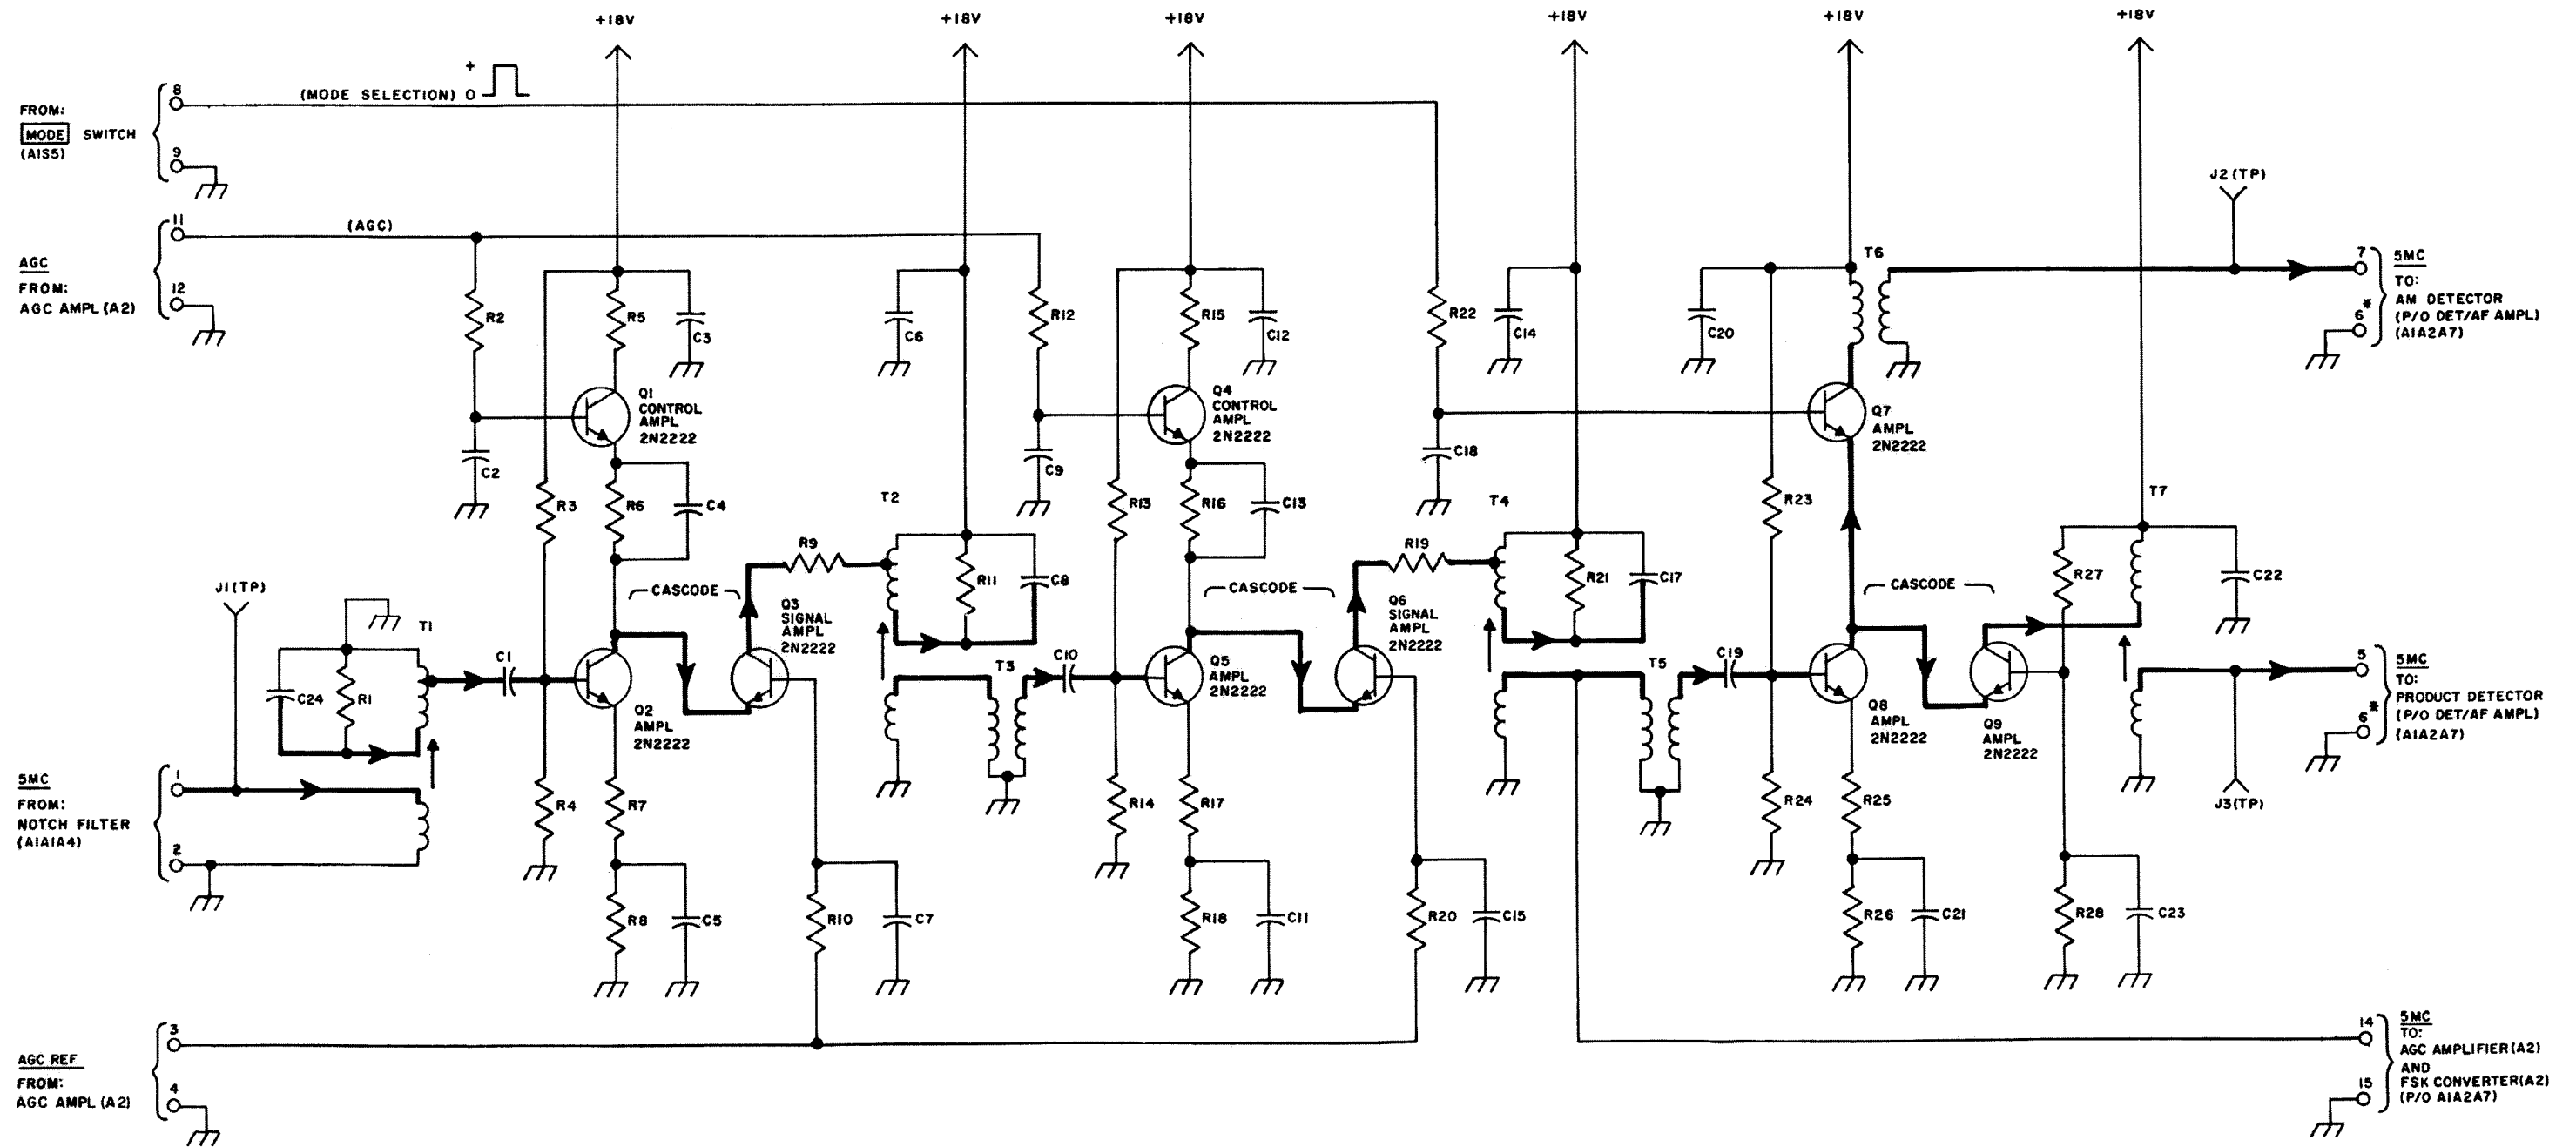 +18V
+18V
+18V
+18V
+18V
+18V
+
(MODE SELECTION) 0
8
FROM:
MODE SWITCH
(A1S5)
9
11
(AGC)
AGC
FROM:
AGC AMPL (A2)
12
J2 (TP)
T6
7
5MC
TO:
AM DETECTOR
(P/O DET/AF AMPL)
(A1A2A7)
*
6
R2
R5
C3
C6
R12
R15
C12
R22
C14
C20
Q1
CONTROL
AMPL
2N2222
Q4
CONTROL
AMPL
2N2222
Q7
AMPL
2N2222
C2
C9
C18
R3
R6
C4
T2
R13
R16
C13
T4
R23
T7
R9
R19
R11
C8
R21
C17
R27
C22
CASCODE
CASCODE
CASCODE
J1 (TP)
T1
Q3
SIGNAL
AMPL
2N2222
Q6
SIGNAL
AMPL
2N2222
C24
R1
C1
Q2
AMPL
2N2222
T3
C10
Q5
AMPL
2N2222
T5
C19
Q8
AMPL
2N2222
Q9
AMPL
2N2222
5
5MC
TO:
PRODUCT DETECTOR
(P/O DET/AF AMPL)
(A1A2A7)
*
6
J3 (TP)
1
5MC
FROM:
NOTCH FILTER
(A1A1A4)
2
R4
R7
R14
R17
R24
R25
R8
C5
R10
C7
R18
C11
R20
C15
R26
C21
R28
C23
3
AGC REF
FROM:
AGC AMPL (A2)
4
14
5MC
TO:
AGC AMPLIFIER (A2)
AND
FSK CONVERTER (A2)
(P/O A1A2A7)
15